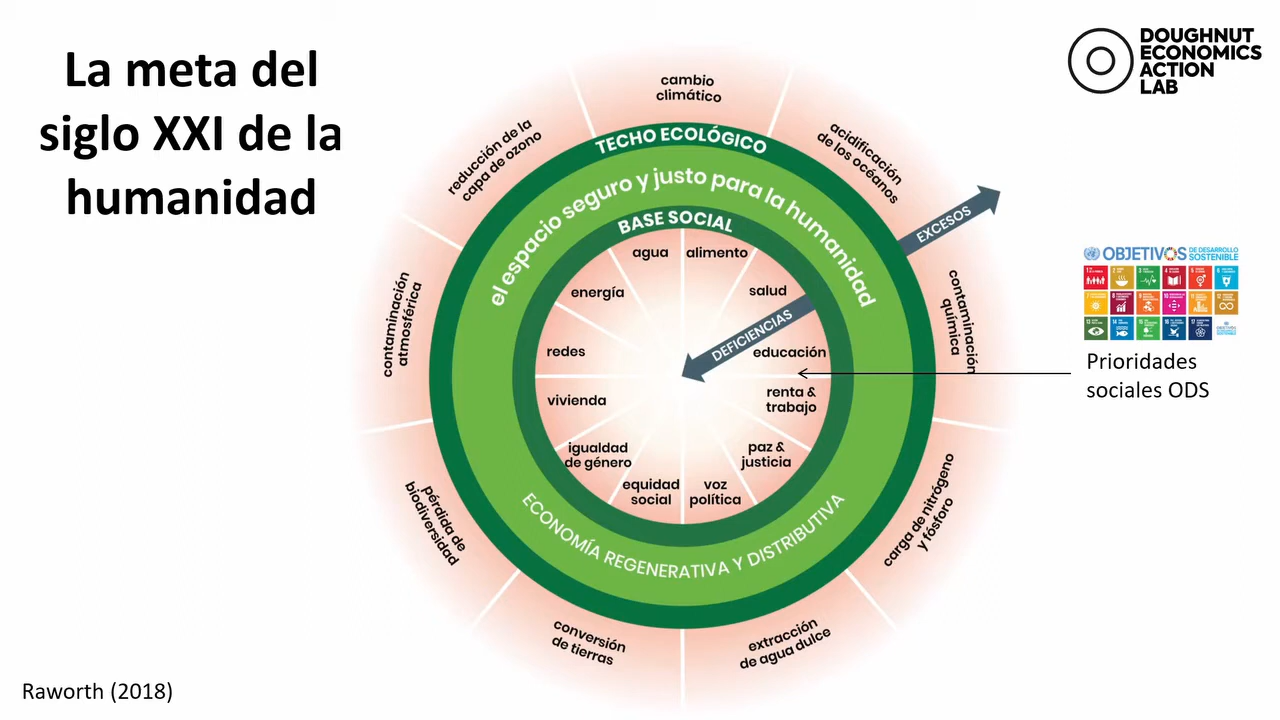 La meta del
siglo XXI de la
humanidad
DOUGHNUT
ECONOMICS
ACTION
LAB
cambio
climático
acidificación
de los océanos
EXCESOS
contaminación
química
carga de nitrógeno
y fósforo
extracción
de agua dulce
conversión
de tierras
pérdida de
biodiversidad
contaminación
atmosférica
reducción de la
capa de ozono
TECHO ECOLÓGICO
el espacio seguro y justo para la humanidad
BASE SOCIAL
agua
alimento
salud
DEFICIENCIAS
educación
renta &
trabajo
paz &
justicia
voz
política
equidad
social
igualdad
de género
vivienda
redes
energía
ECONOMÍA REGENERATIVA Y DISTRIBUTIVA
OBJETIVOS DE DESARROLLO
SOSTENIBLE
Prioridades
sociales ODS
Raworth (2018)